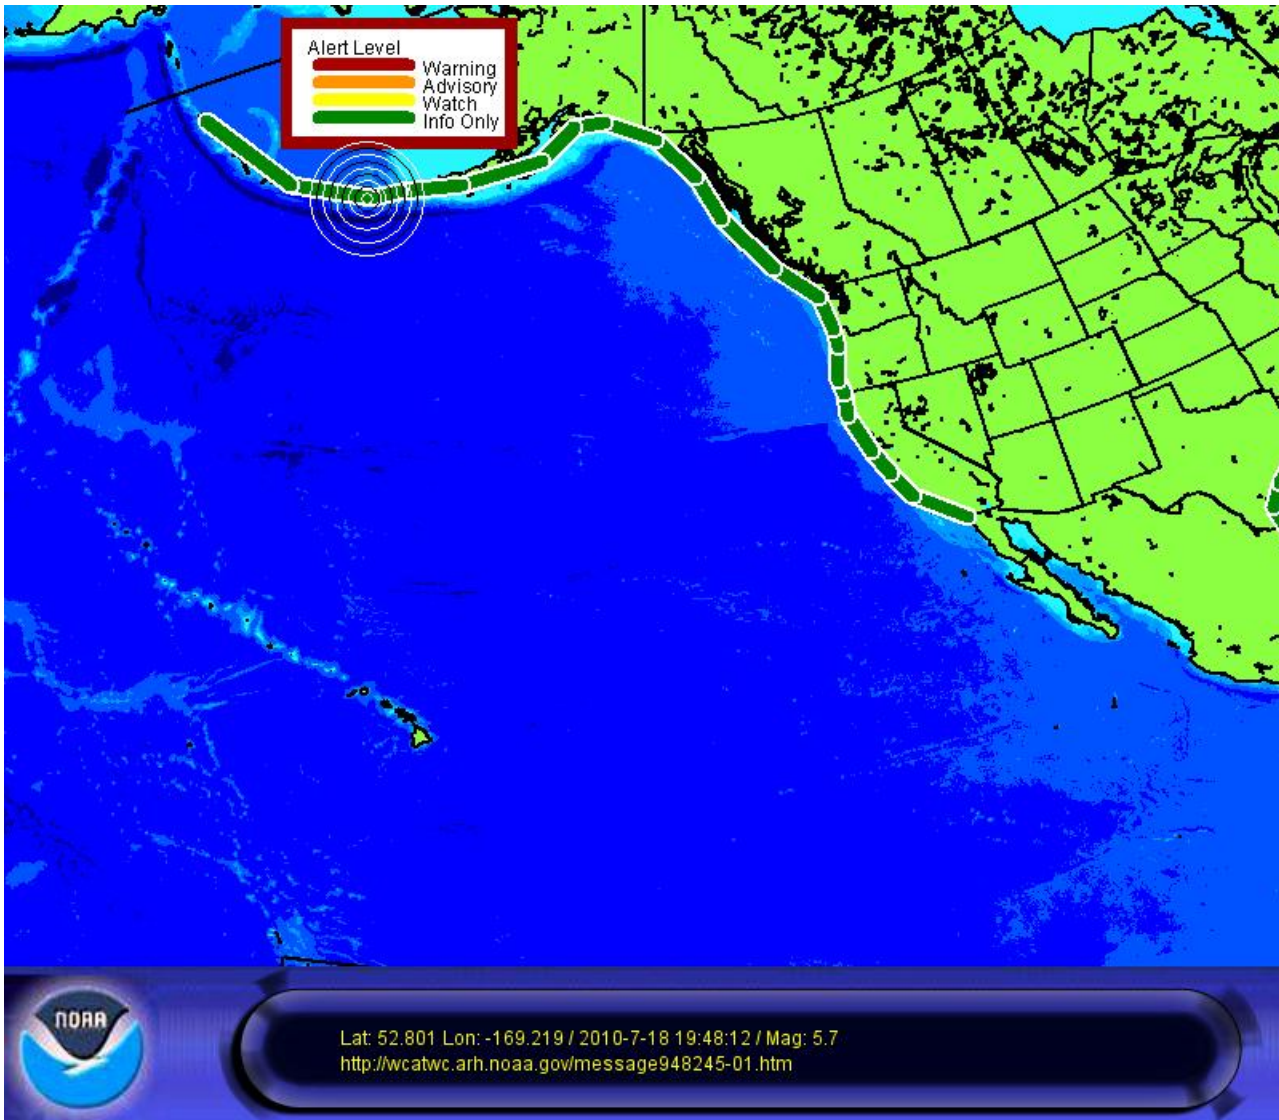 Alert Level
Warning
Advisory
Watch
Info Only
NOAA
Lat: 52.801 Lon: -169.219 / 2010-7-18 19:48:12 / Mag: 5.7
http://wcatwc.arh.noaa.gov/message948245-01.htm